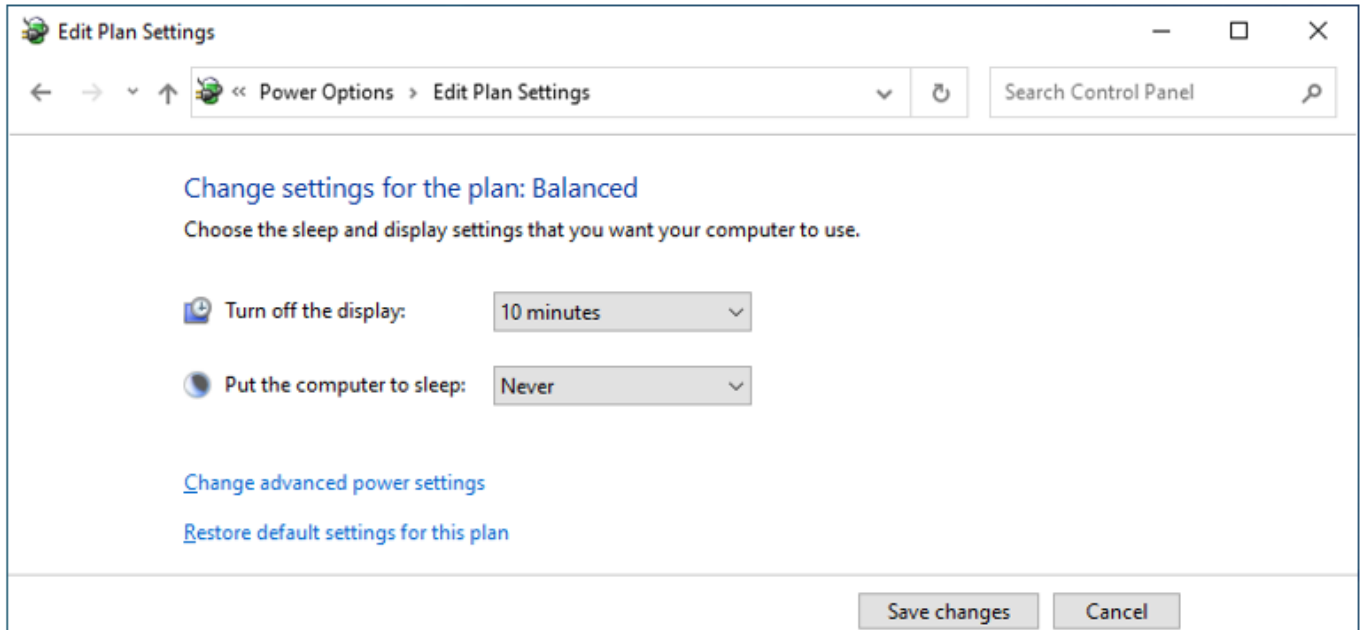 Edit Plan Settings
« Power Options › Edit Plan Settings
Search Control Panel
Change settings for the plan: Balanced
Choose the sleep and display settings that you want your computer to use.
Turn off the display: 10 minutes
Put the computer to sleep: Never
Change advanced power settings
Restore default settings for this plan
Save changes Cancel